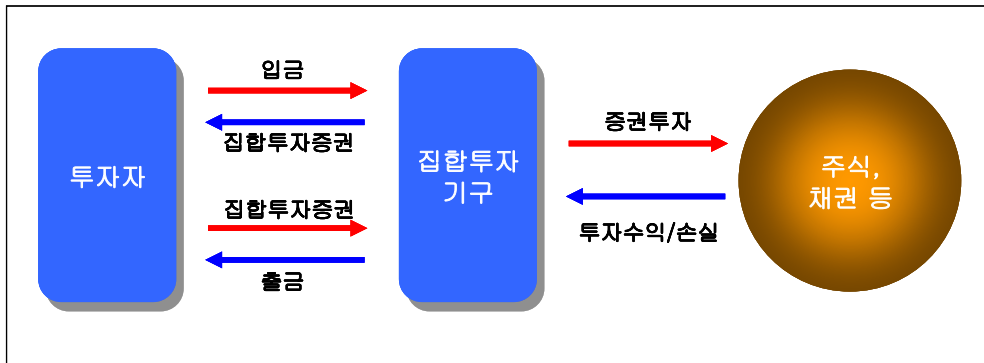 투자자
입금
집합투자증권
집합투자증권
출금
집합투자
기구
증권투자
투자수익/손실
주식,
채권 등